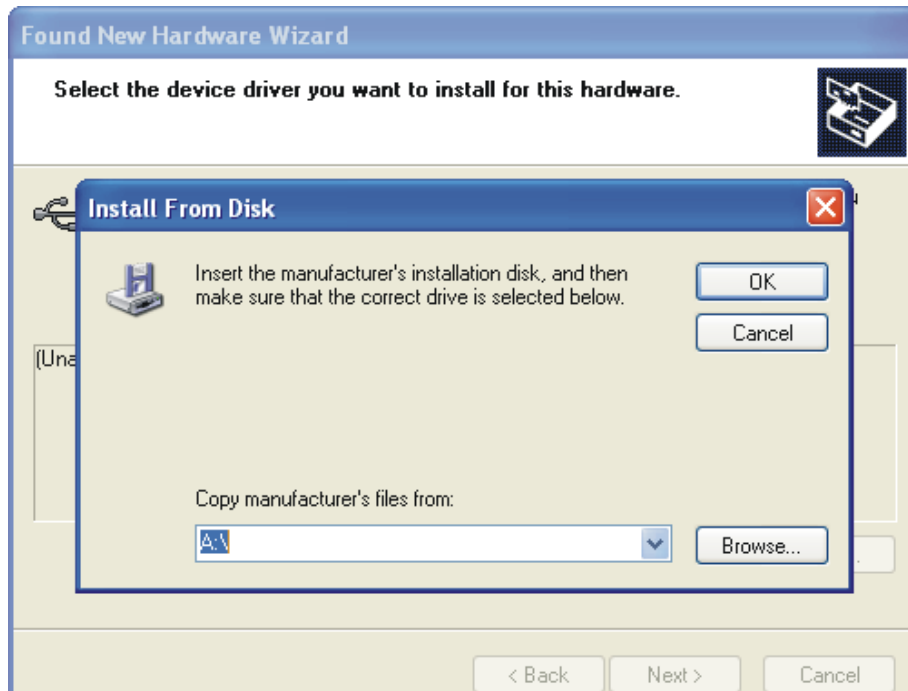 Found New Hardware Wizard
Select the device driver you want to install for this hardware.
Install From Disk
Insert the manufacturer's installation disk, and then
make sure that the correct drive is selected below.
OK
Cancel
(Una
Copy manufacturer's files from:
A:\
Browse...
< Back
Next >
Cancel